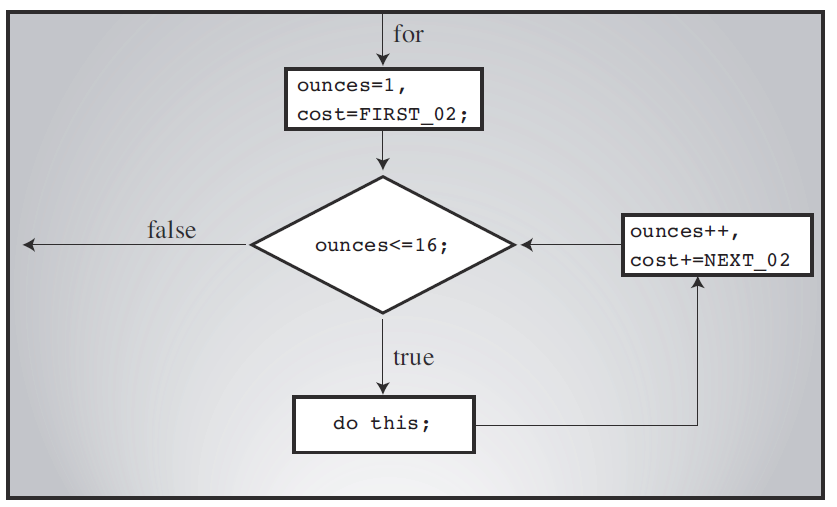 for
ounces=1,
cost=FIRST_02;
false
ounces<=16;
ounces++,
cost+=NEXT_02
true
do this;